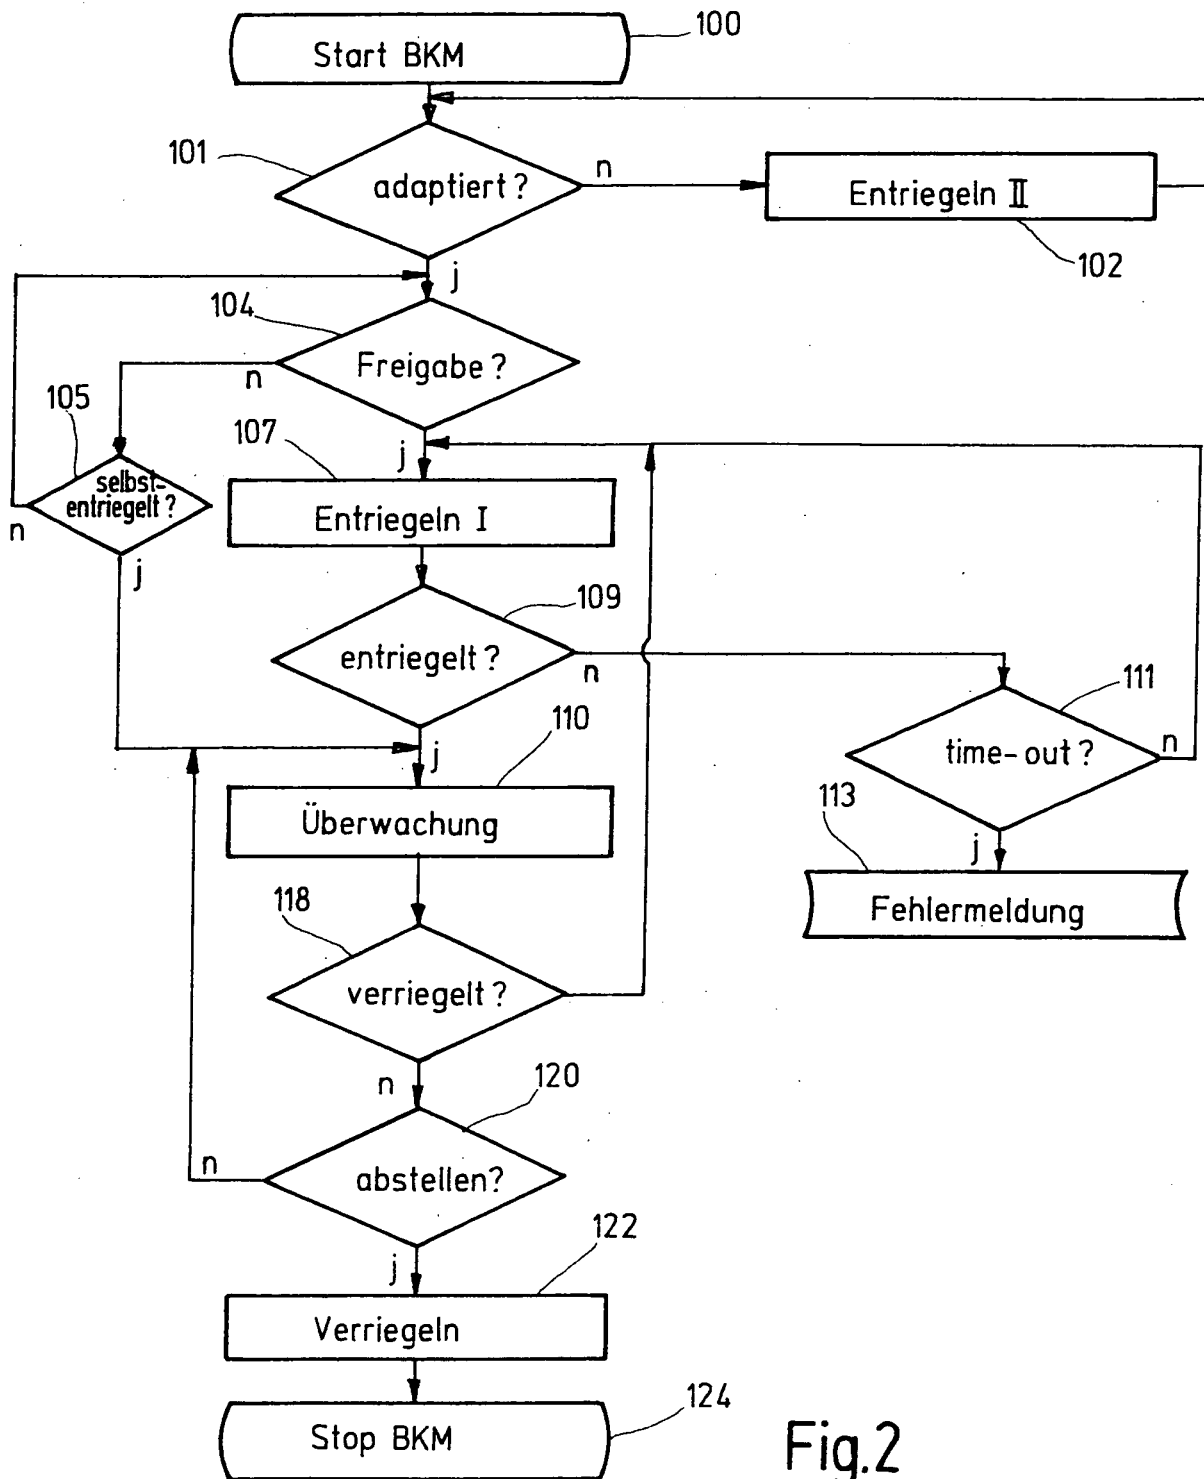 Start BKM
100
101
adaptiert?
n
Entriegeln II
102
j
104
Freigabe?
n
105
selbst-
entriegelt?
n
j
107
j
Entriegeln I
109
entriegelt?
n
111
time-out?
n
110
j
Überwachung
113
j
Fehlermeldung
118
verriegelt?
n
120
abstellen?
n
122
j
Verriegeln
124
Stop BKM
Fig.2